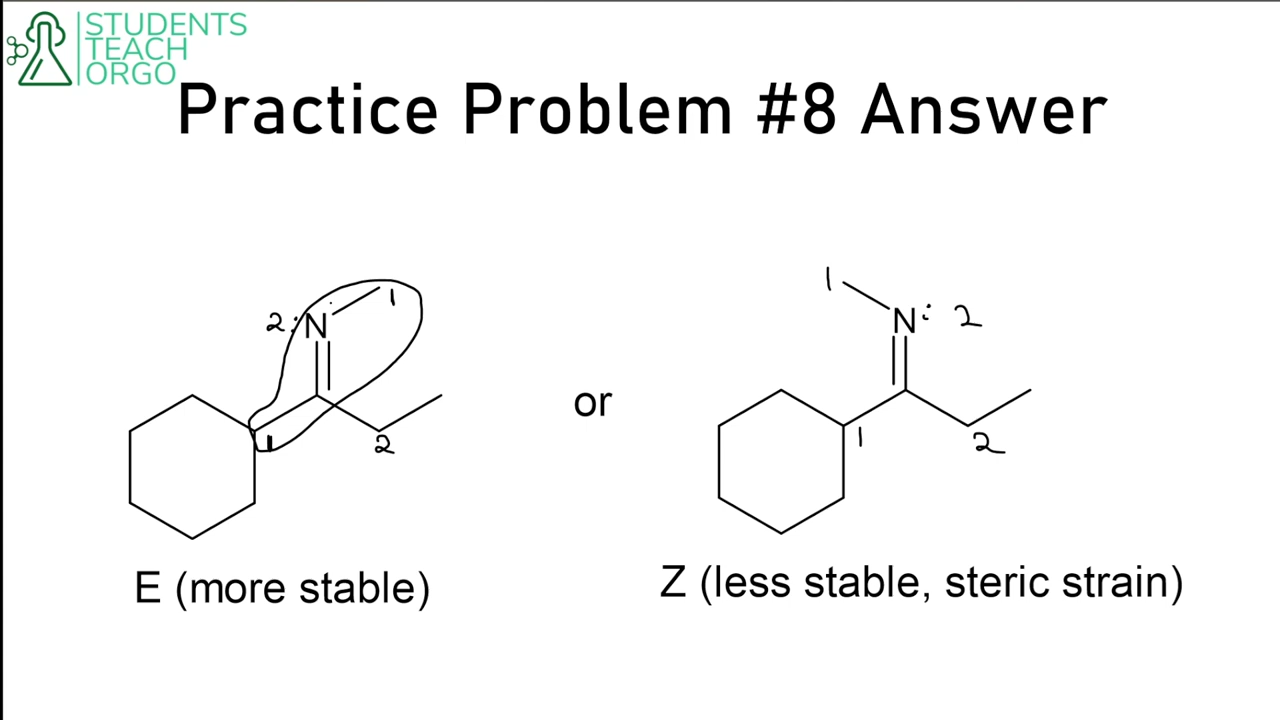 STUDENTS
TEACH
ORGO
Practice Problem #8 Answer
2 :N 1
1 2
E (more stable)
or
1
N: 2
1 2
Z (less stable, steric strain)